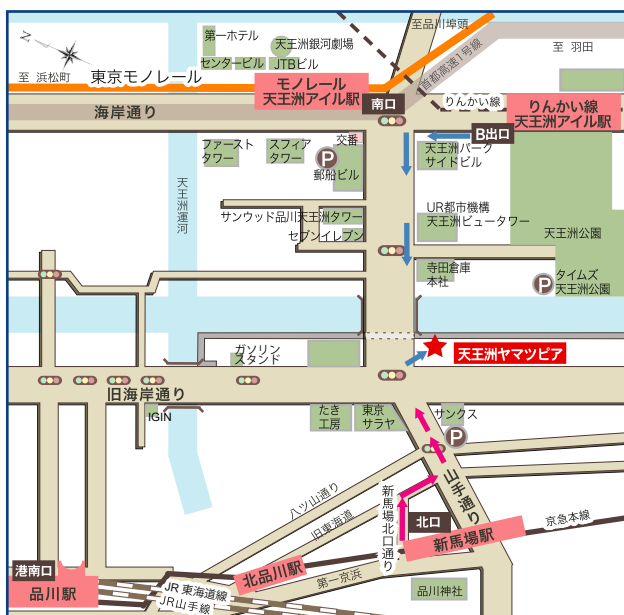 N
第一ホテル
天王洲銀河劇場
至品川埠頭
首都高速1号線
至 羽田
センタービル
JTBビル
至 浜松町
東京モノレール
モノレール
天王洲アイル駅
南口
りんかい線
りんかい線
天王洲アイル駅
海岸通り
B出口
ファースト
タワー
スフィア
タワー
交番
P
郵船ビル
天王洲パーク
サイドビル
天王洲運河
サンウッド品川天王洲タワー
セブンイレブン
UR都市機構
天王洲ビュータワー
天王洲公園
寺田倉庫
本社
P
タイムズ
天王洲公園
ガソリン
スタンド
天王洲ヤマツピア
旧海岸通り
IGIN
たき
工房
東京
サラヤ
サンクス
P
山手通り
八ツ山通り
旧東海道
新馬場北口通り
北口
新馬場駅
京急本線
港南口
品川駅
北品川駅
第一京浜
JR東海道線
JR山手線
品川神社